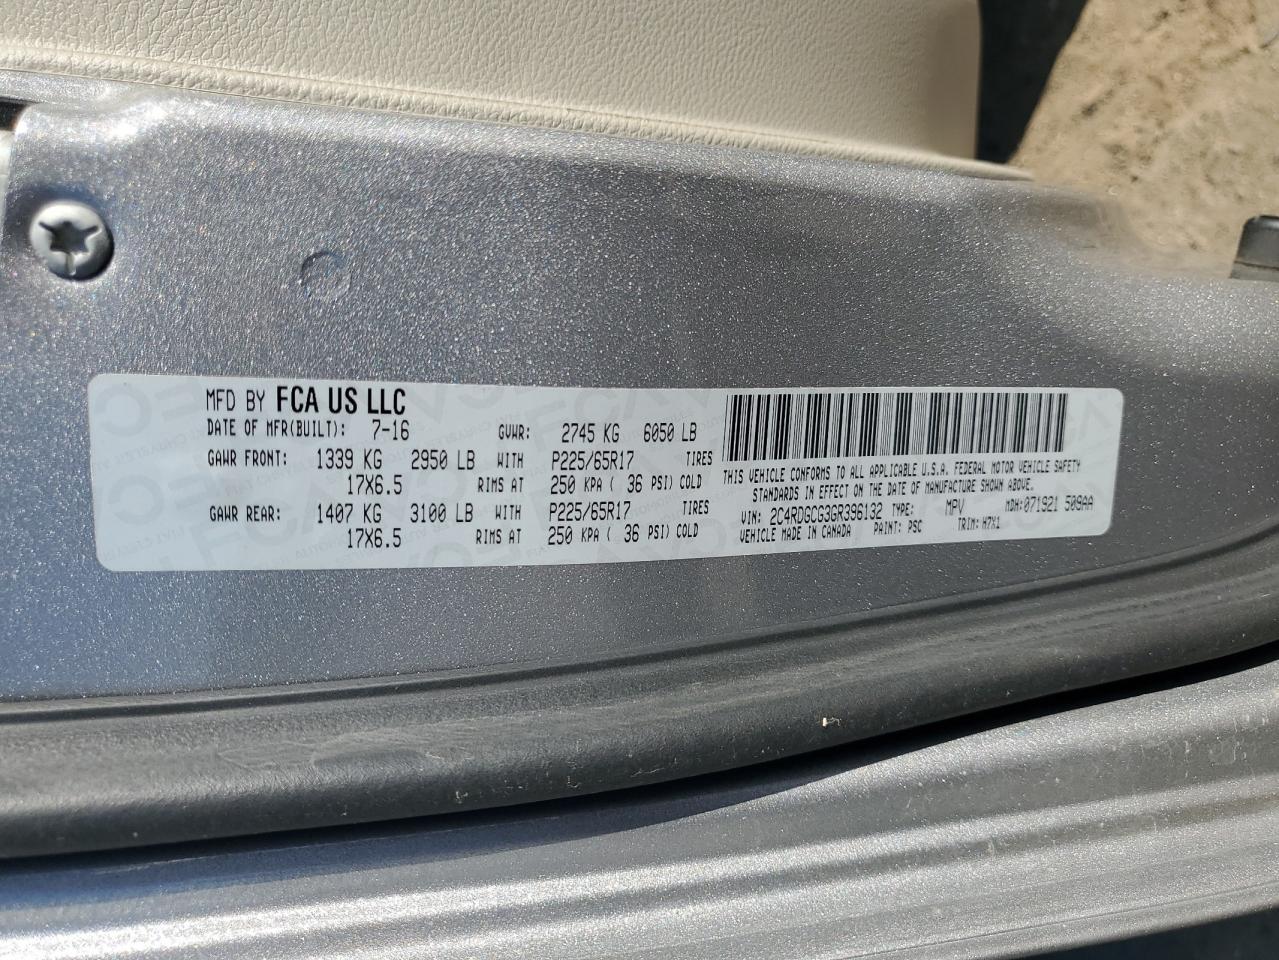 MFD BY FCA US LLC
DATE OF MFR(BUILT): 7-16 GVWR: 2745 KG 6050 LB
GAWR FRONT: 1339 KG 2950 LB WITH P225/65R17 TIRES
17X6.5 RIMS AT 250 KPA ( 36 PSI) COLD
GAWR REAR: 1407 KG 3100 LB WITH P225/65R17 TIRES
17X6.5 RIMS AT 250 KPA ( 36 PSI) COLD
THIS VEHICLE CONFORMS TO ALL APPLICABLE U.S.A. FEDERAL MOTOR VEHICLE SAFETY
STANDARDS IN EFFECT ON THE DATE OF MANUFACTURE SHOWN ABOVE.
VIN: 2C4RDGCG3GR396132 TYPE: MPV MDH:071921 509AA
VEHICLE MADE IN CANADA PAINT: PSC TRIM: H7X1